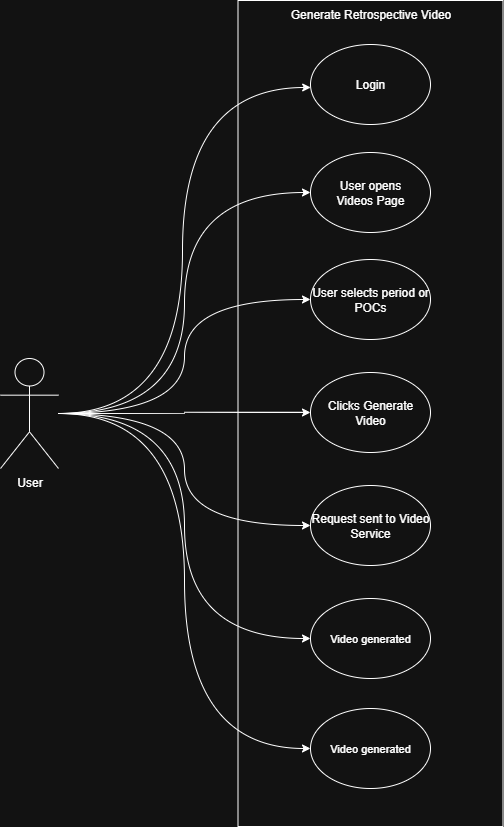 Generate Retrospective Video
Login
User opens
Videos Page
User selects period or
POCs
Clicks Generate
Video
User
Request sent to Video
Service
Video generated
Video generated